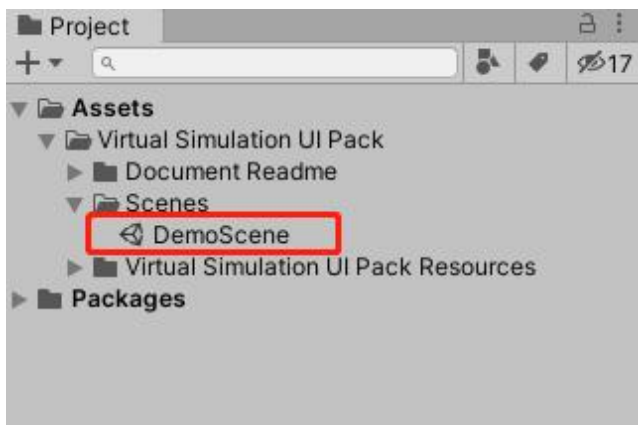 Project
17
Assets
Virtual Simulation UI Pack
Document Readme
Scenes
DemoScene
Virtual Simulation UI Pack Resources
Packages